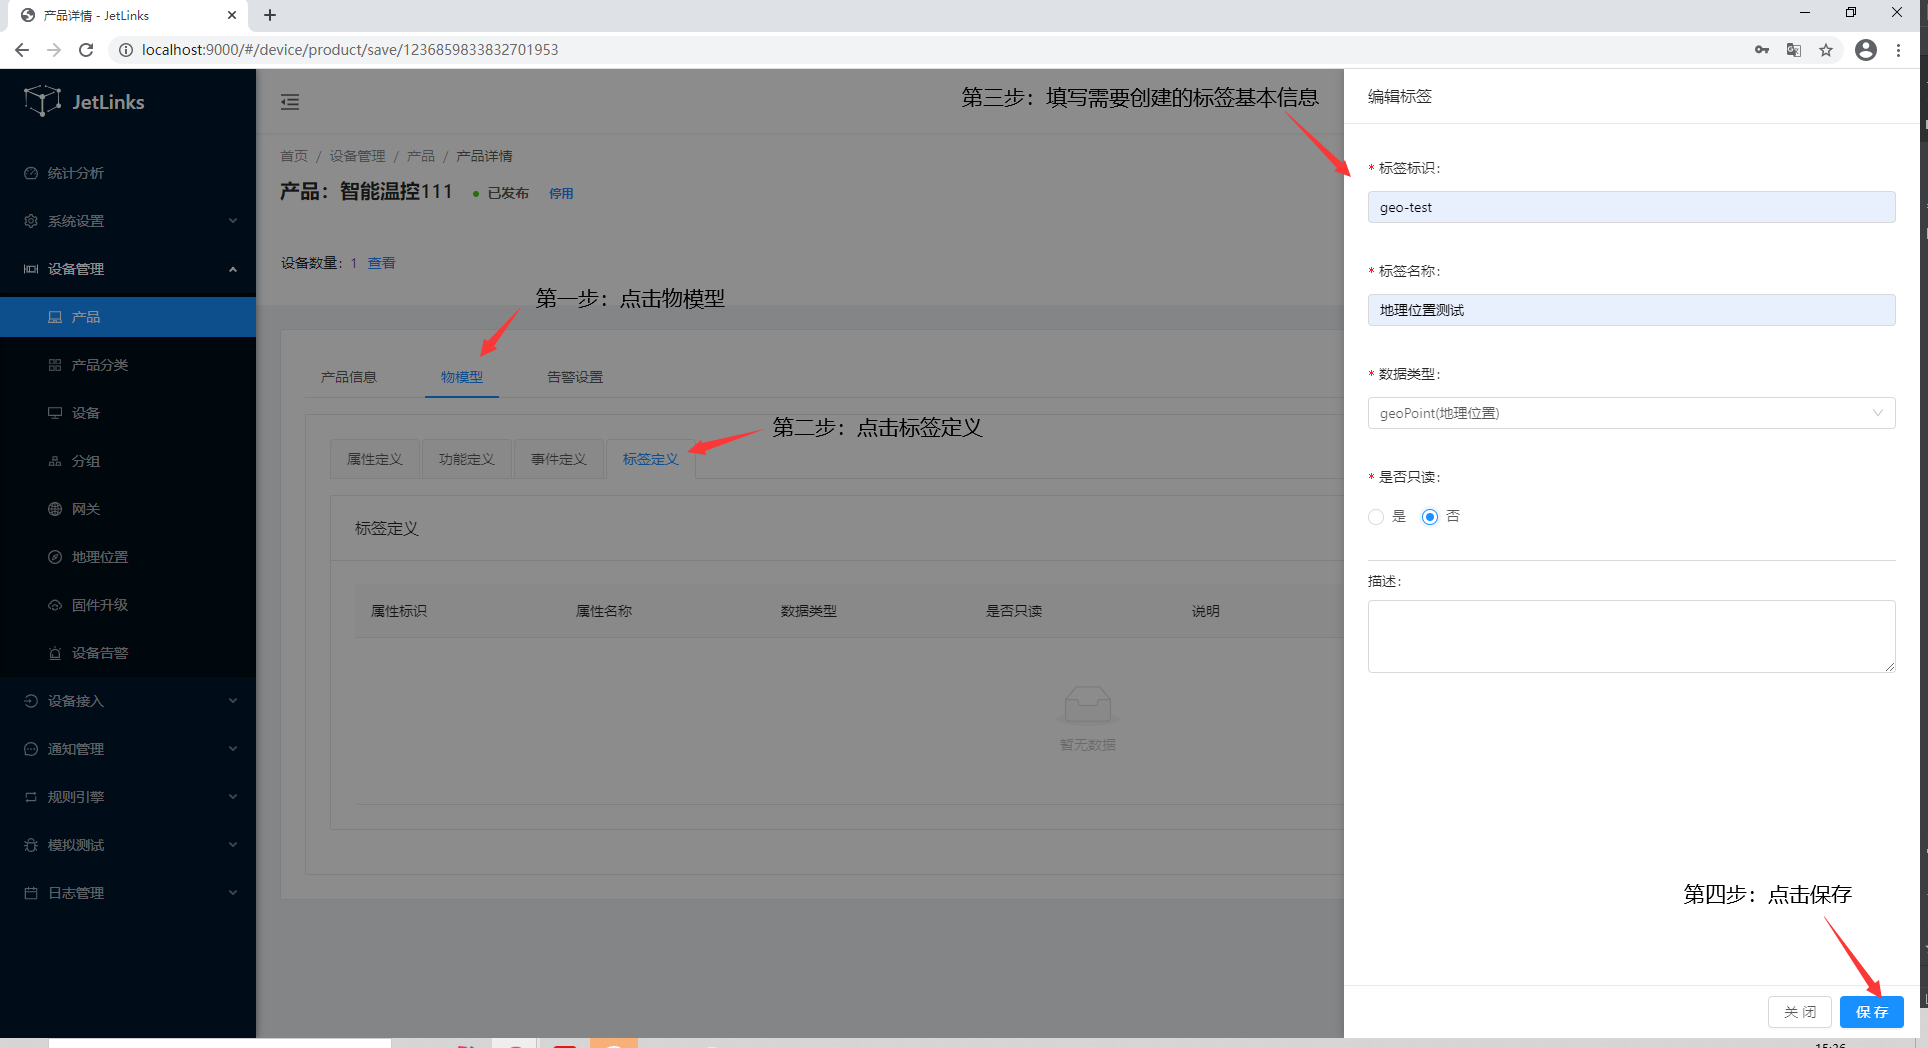 产品详情 - JetLinks
localhost:9000/#/device/product/save/1236859833832701953
JetLinks
统计分析
系统设置
设备管理
产品
产品分类
设备
分组
网关
地理位置
固件升级
设备告警
设备接入
通知管理
规则引擎
模拟测试
日志管理
首页 / 设备管理 / 产品 / 产品详情
产品：智能温控111 已发布 停用
设备数量：1 查看
第一步：点击物模型
产品信息 物模型 告警设置
第二步：点击标签定义
属性定义 功能定义 事件定义 标签定义
标签定义
属性标识 属性名称 数据类型 是否只读 说明
暂无数据
第三步：填写需要创建的标签基本信息
编辑标签
* 标签标识：
geo-test
* 标签名称：
地理位置测试
* 数据类型：
geoPoint(地理位置)
* 是否只读：
是 否
描述：
第四步：点击保存
关 闭 保 存